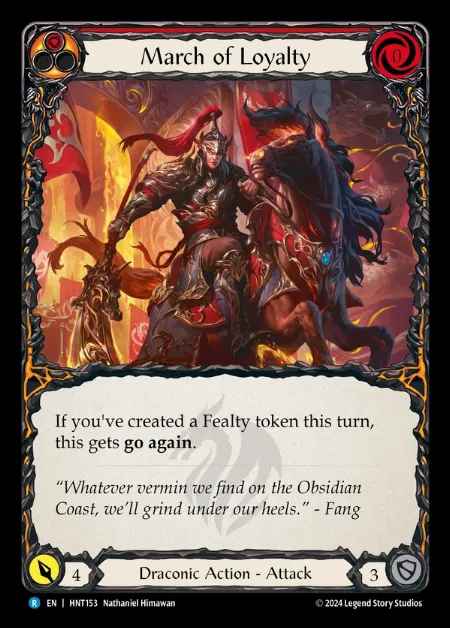 March of Loyalty
0
If you've created a Fealty token this turn,
this gets go again.
“Whatever vermin we find on the Obsidian
Coast, we’ll grind under our heels.” - Fang
4
Draconic Action - Attack
3
R EN | HNT153 Nathaniel Himawan
© 2024 Legend Story Studios